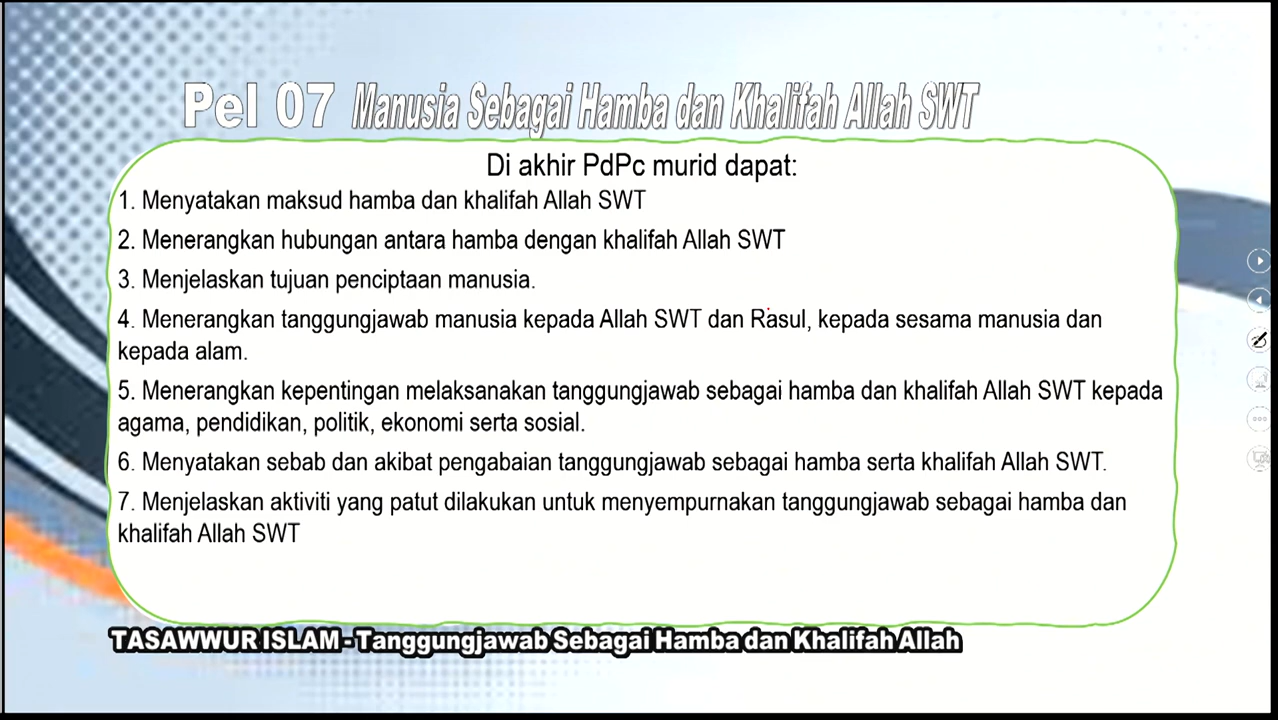 Pel 07 Manusia Sebagai Hamba dan Khalifah Allah SWT
Di akhir PdPc murid dapat:
1. Menyatakan maksud hamba dan khalifah Allah SWT
2. Menerangkan hubungan antara hamba dengan khalifah Allah SWT
3. Menjelaskan tujuan penciptaan manusia.
4. Menerangkan tanggungjawab manusia kepada Allah SWT dan Rasul, kepada sesama manusia dan
kepada alam.
5. Menerangkan kepentingan melaksanakan tanggungjawab sebagai hamba dan khalifah Allah SWT kepada
agama, pendidikan, politik, ekonomi serta sosial.
6. Menyatakan sebab dan akibat pengabaian tanggungjawab sebagai hamba serta khalifah Allah SWT.
7. Menjelaskan aktiviti yang patut dilakukan untuk menyempurnakan tanggungjawab sebagai hamba dan
khalifah Allah SWT
TASAWWUR ISLAM - Tanggungjawab Sebagai Hamba dan Khalifah Allah